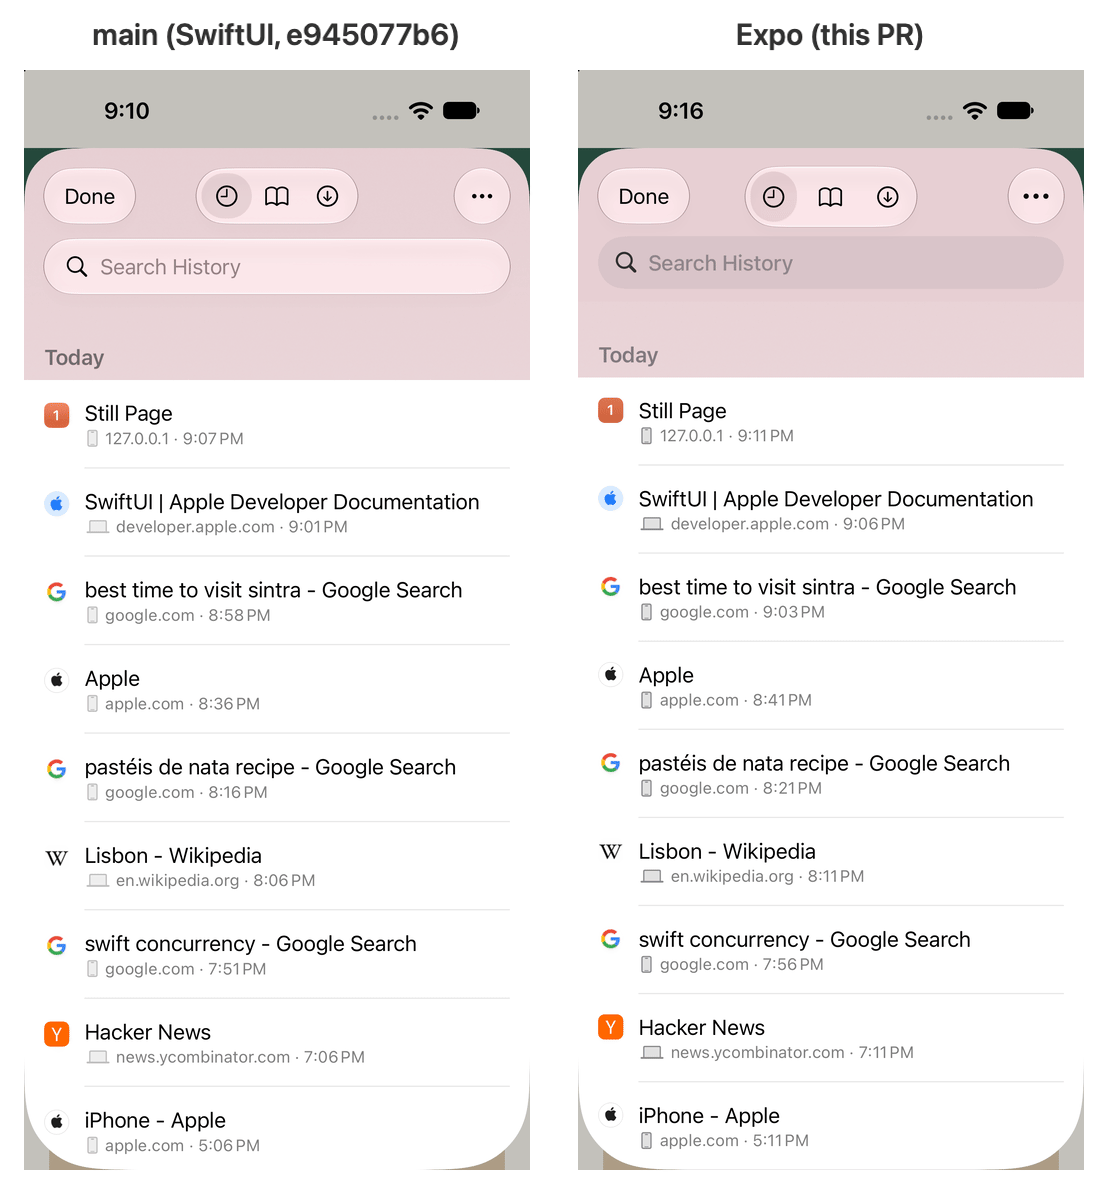 main (SwiftUI, e945077b6)
9:10
Done
Search History
Today
1
Still Page
127.0.0.1 · 9:07 PM
SwiftUI | Apple Developer Documentation
developer.apple.com · 9:01 PM
G
best time to visit sintra - Google Search
google.com · 8:58 PM
Apple
apple.com · 8:36 PM
G
pastéis de nata recipe - Google Search
google.com · 8:16 PM
W
Lisbon - Wikipedia
en.wikipedia.org · 8:06 PM
G
swift concurrency - Google Search
google.com · 7:51 PM
Y
Hacker News
news.ycombinator.com · 7:06 PM
iPhone - Apple
apple.com · 5:06 PM
Expo (this PR)
9:16
Done
Search History
Today
1
Still Page
127.0.0.1 · 9:11 PM
SwiftUI | Apple Developer Documentation
developer.apple.com · 9:06 PM
G
best time to visit sintra - Google Search
google.com · 9:03 PM
Apple
apple.com · 8:41 PM
G
pastéis de nata recipe - Google Search
google.com · 8:21 PM
W
Lisbon - Wikipedia
en.wikipedia.org · 8:11 PM
G
swift concurrency - Google Search
google.com · 7:56 PM
Y
Hacker News
news.ycombinator.com · 7:11 PM
iPhone - Apple
apple.com · 5:11 PM